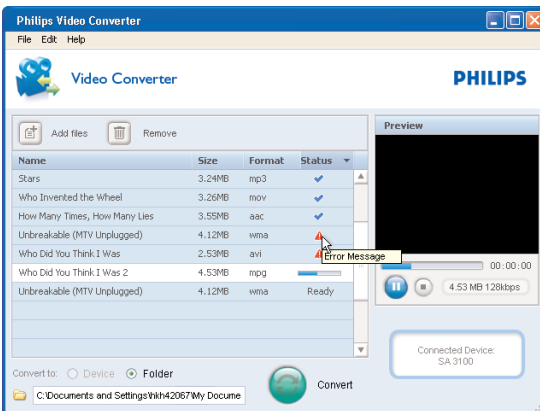 Philips Video Converter
File Edit Help
Video Converter
PHILIPS
Add files Remove
Preview
Name Size Format Status
Stars 3.24MB mp3
Who Invented the Wheel 3.26MB mov
How Many Times, How Many Lies 3.55MB aac
Unbreakable (MTV Unplugged) 4.12MB wma
Who Did You Think I Was 2.53MB avi
Error Message
Who Did You Think I Was 2 4.53MB mpg
00:00:00
Unbreakable (MTV Unplugged) 4.12MB wma Ready
4.53 MB 128kbps
Connected Device:
SA 3100
Convert to: Device Folder
Convert
C:\Documents and Settings\hkh42067\My Docume